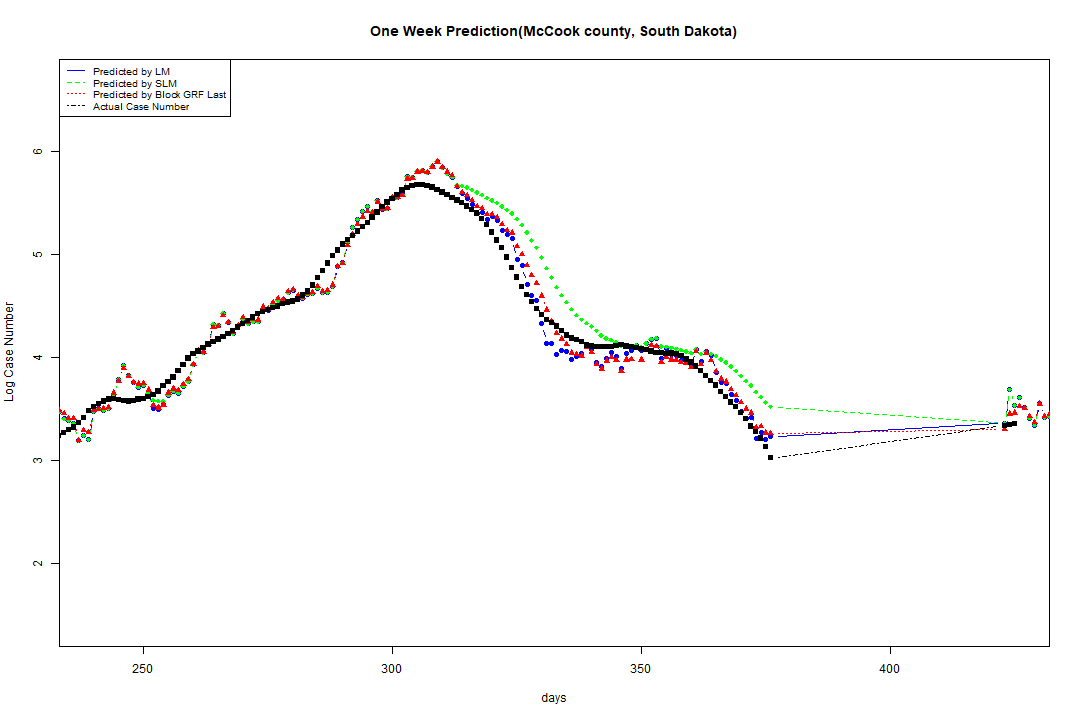 One Week Prediction(McCook county, South Dakota)
Predicted by LM
Predicted by SLM
Predicted by Block GRF Last
Actual Case Number
6
5
4
3
2
Log Case Number
250
300
350
400
days